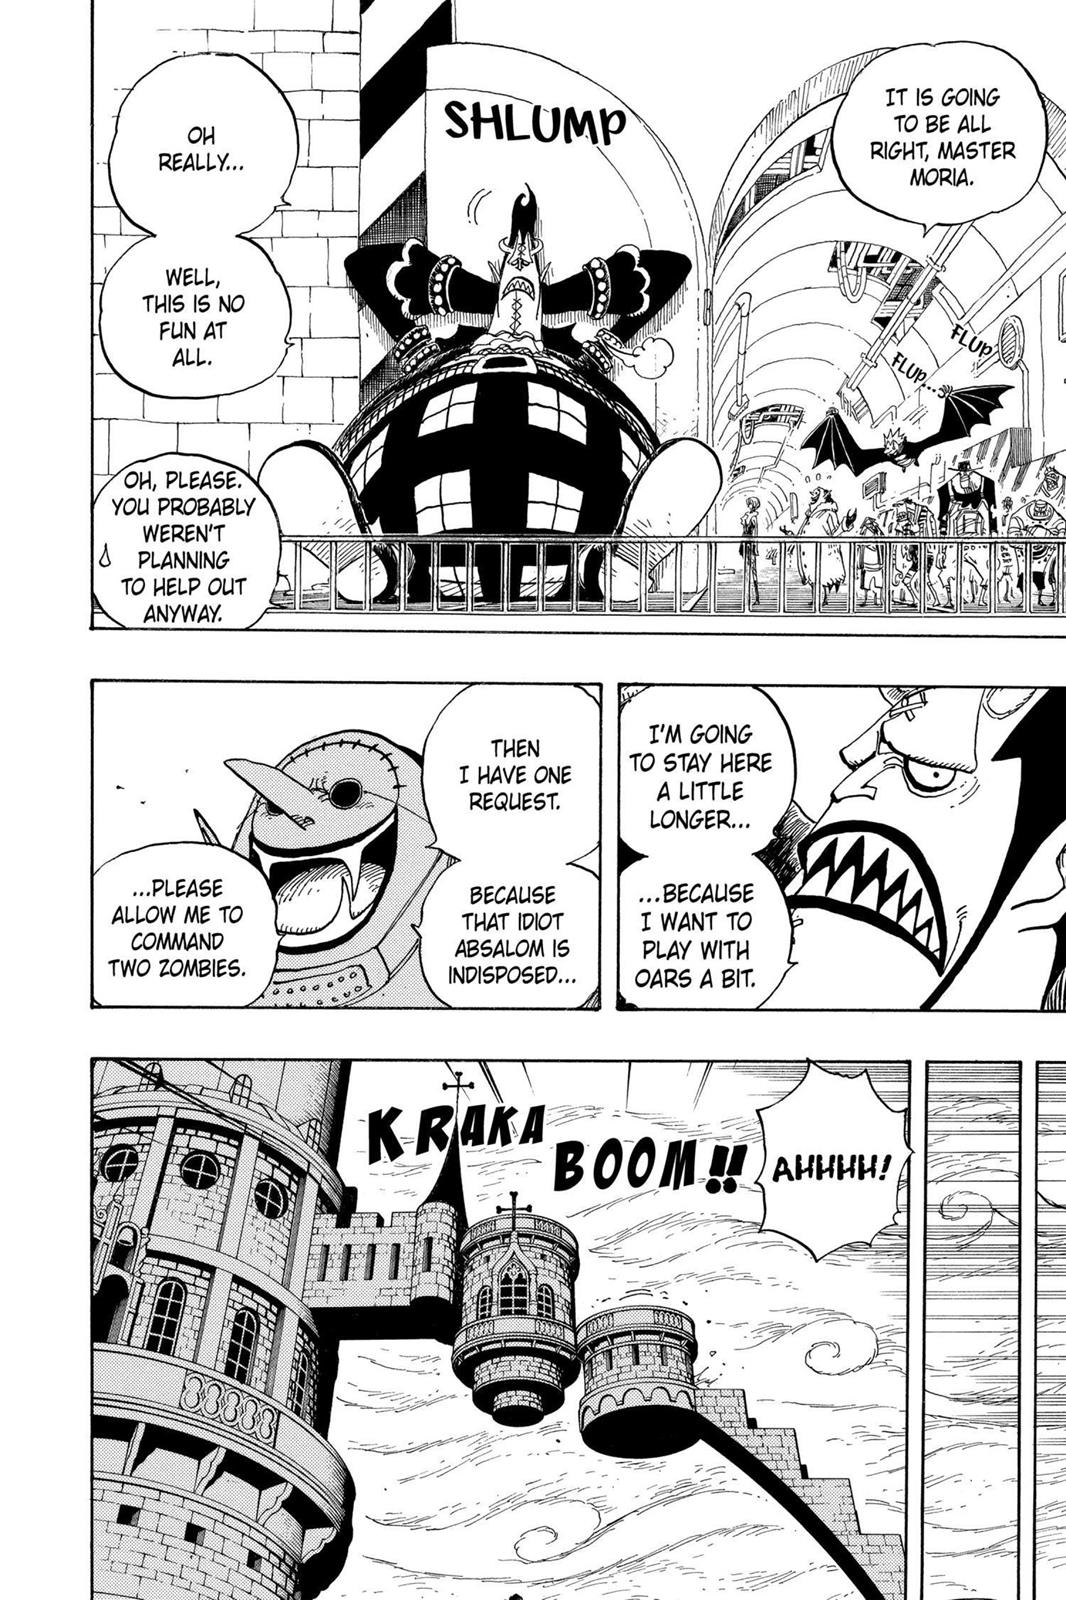 IT IS GOING
TO BE ALL
RIGHT, MASTER
MORIA.
FLUP
FLUP...
SHLUMP
OH
REALLY...
WELL,
THIS IS NO
FUN AT
ALL.
OH, PLEASE.
YOU PROBABLY
WEREN'T
PLANNING
TO HELP OUT
ANYWAY.
I'M GOING
TO STAY HERE
A LITTLE
LONGER...
...BECAUSE
I WANT TO
PLAY WITH
OARS A BIT.
THEN
I HAVE ONE
REQUEST.
BECAUSE
THAT IDIOT
ABSALOM IS
INDISPOSED...
...PLEASE
ALLOW ME TO
COMMAND
TWO ZOMBIES.
AHHHH!
KRAKA
BOOM!!